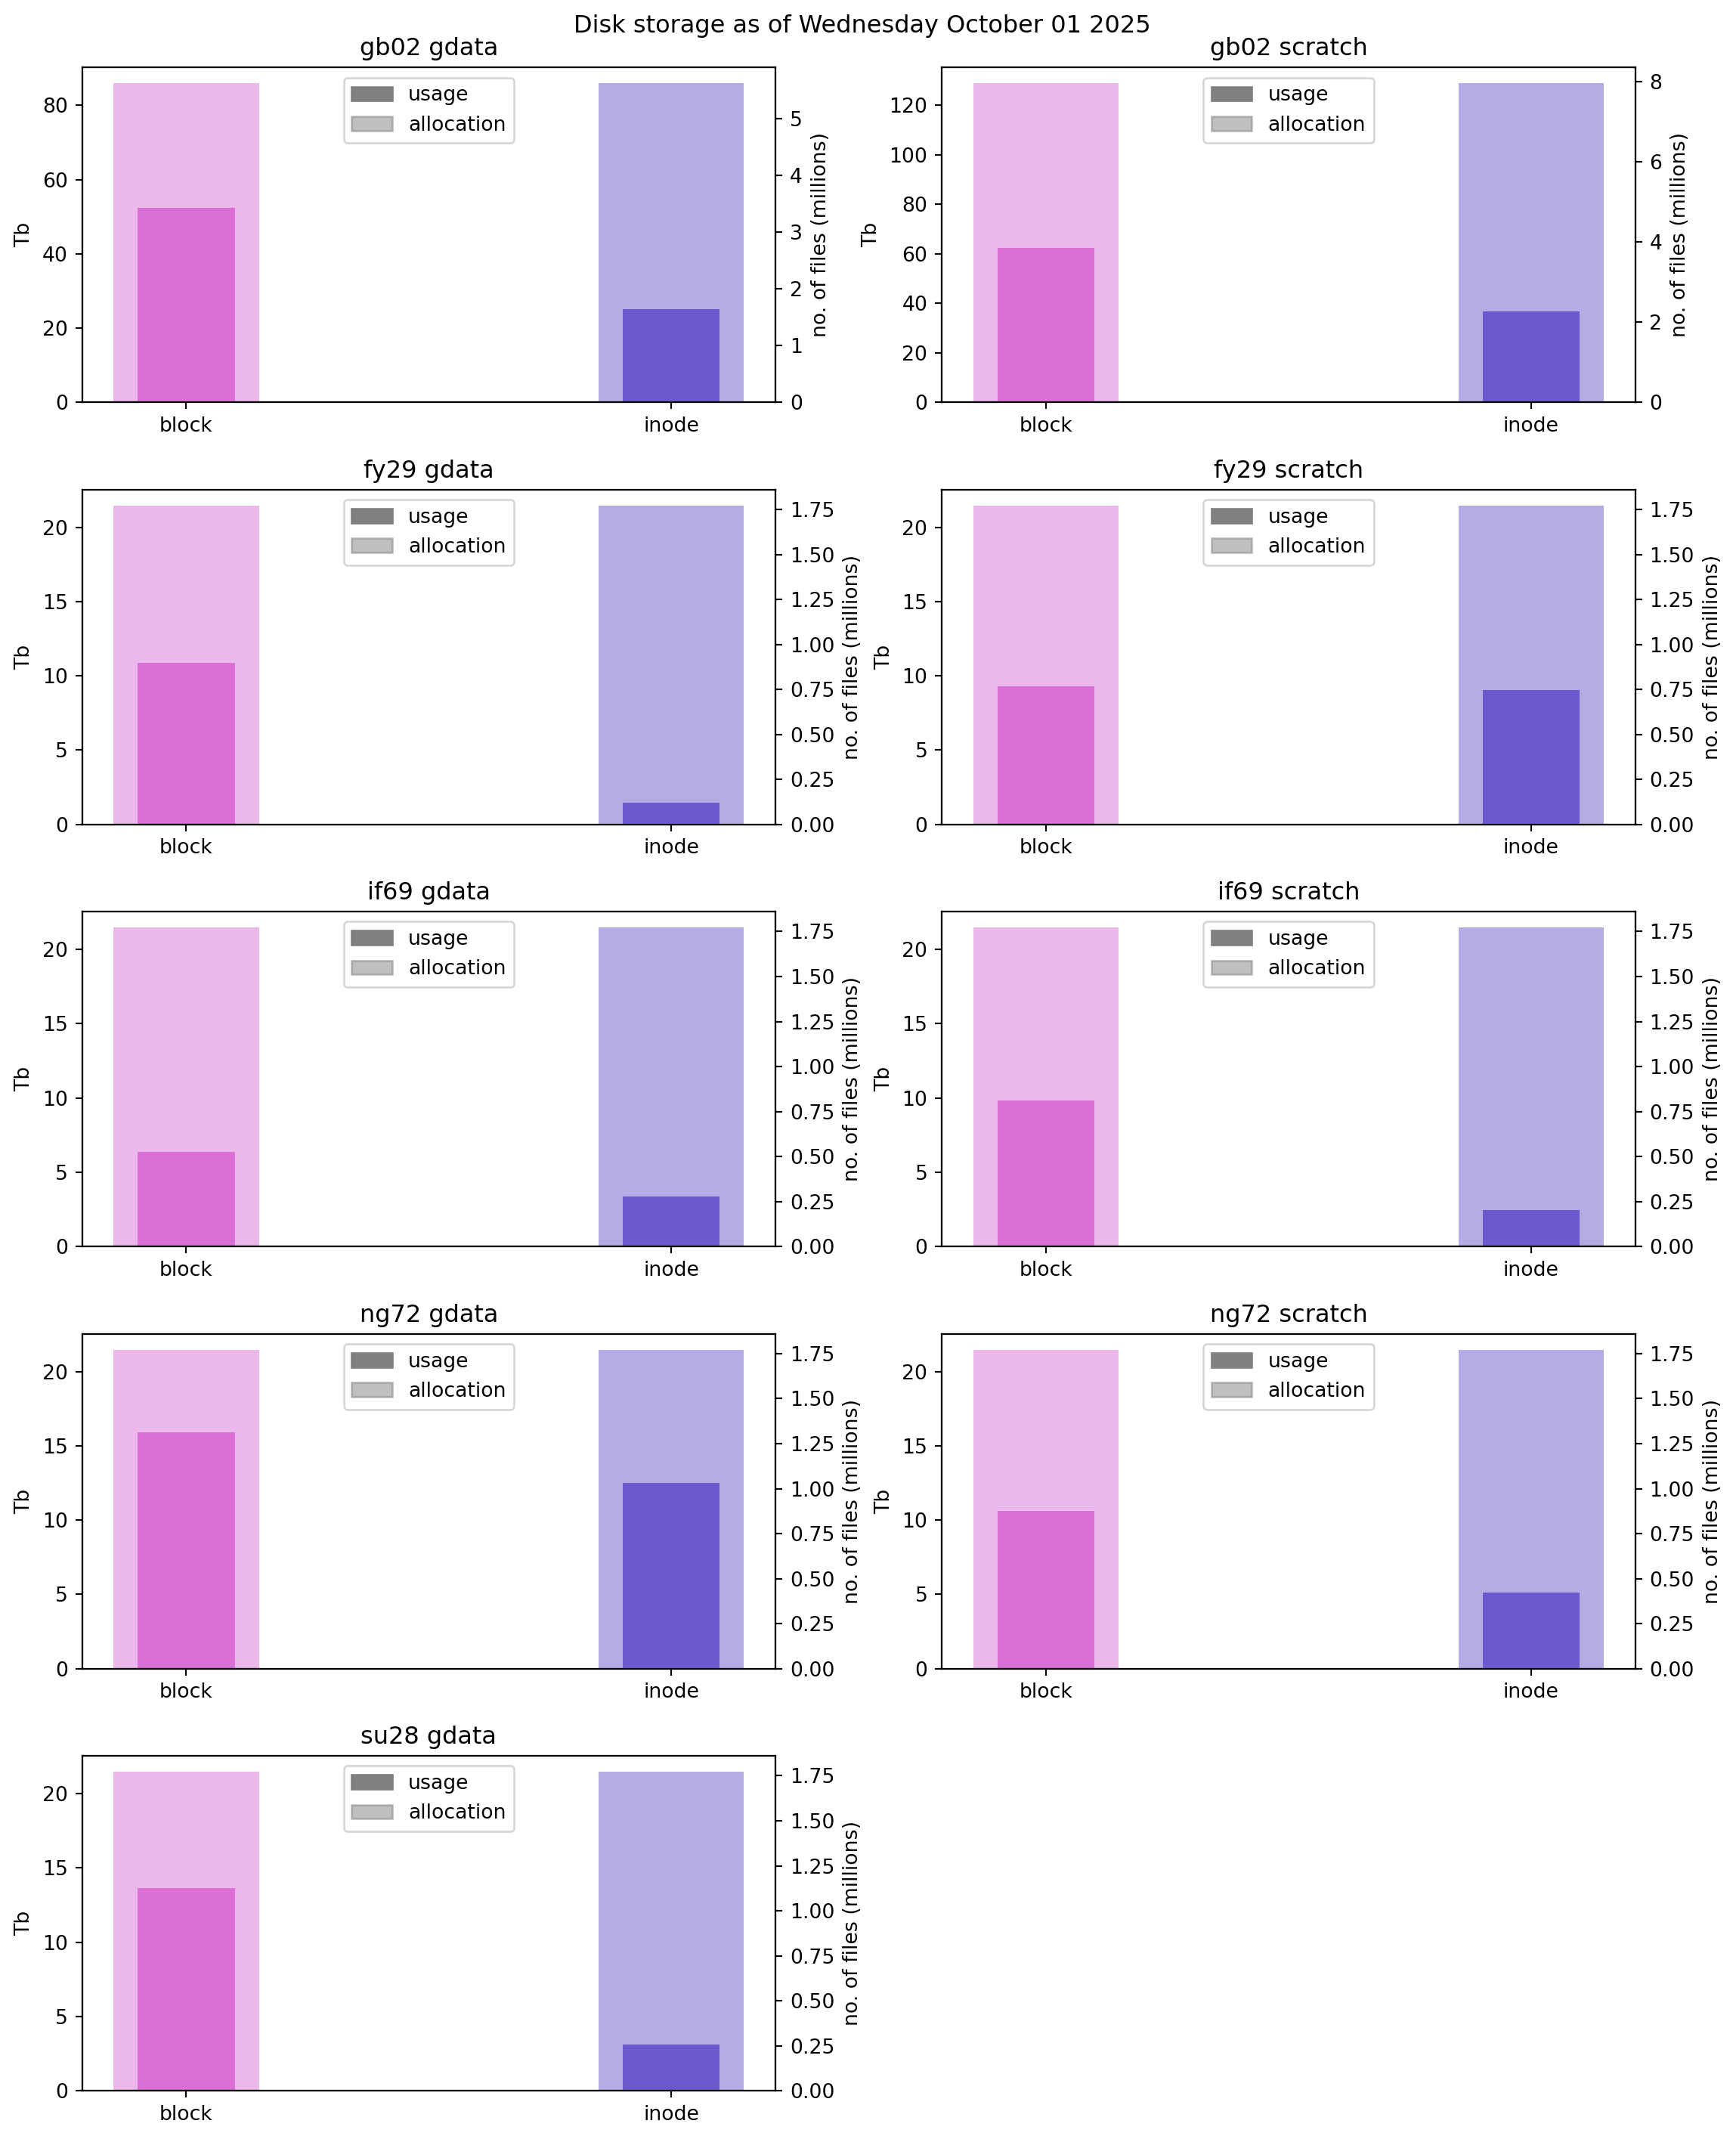 Disk storage as of Wednesday October 01 2025
gb02 gdata
usage
allocation
80
60
40
20
0
Tb
5
4
3
2
1
0
no. of files (millions)
block
inode
gb02 scratch
usage
allocation
120
100
80
60
40
20
0
Tb
8
6
4
2
0
no. of files (millions)
block
inode
fy29 gdata
usage
allocation
20
15
10
5
0
Tb
1.75
1.50
1.25
1.00
0.75
0.50
0.25
0.00
no. of files (millions)
block
inode
fy29 scratch
usage
allocation
20
15
10
5
0
Tb
1.75
1.50
1.25
1.00
0.75
0.50
0.25
0.00
no. of files (millions)
block
inode
if69 gdata
usage
allocation
20
15
10
5
0
Tb
1.75
1.50
1.25
1.00
0.75
0.50
0.25
0.00
no. of files (millions)
block
inode
if69 scratch
usage
allocation
20
15
10
5
0
Tb
1.75
1.50
1.25
1.00
0.75
0.50
0.25
0.00
no. of files (millions)
block
inode
ng72 gdata
usage
allocation
20
15
10
5
0
Tb
1.75
1.50
1.25
1.00
0.75
0.50
0.25
0.00
no. of files (millions)
block
inode
ng72 scratch
usage
allocation
20
15
10
5
0
Tb
1.75
1.50
1.25
1.00
0.75
0.50
0.25
0.00
no. of files (millions)
block
inode
su28 gdata
usage
allocation
20
15
10
5
0
Tb
1.75
1.50
1.25
1.00
0.75
0.50
0.25
0.00
no. of files (millions)
block
inode